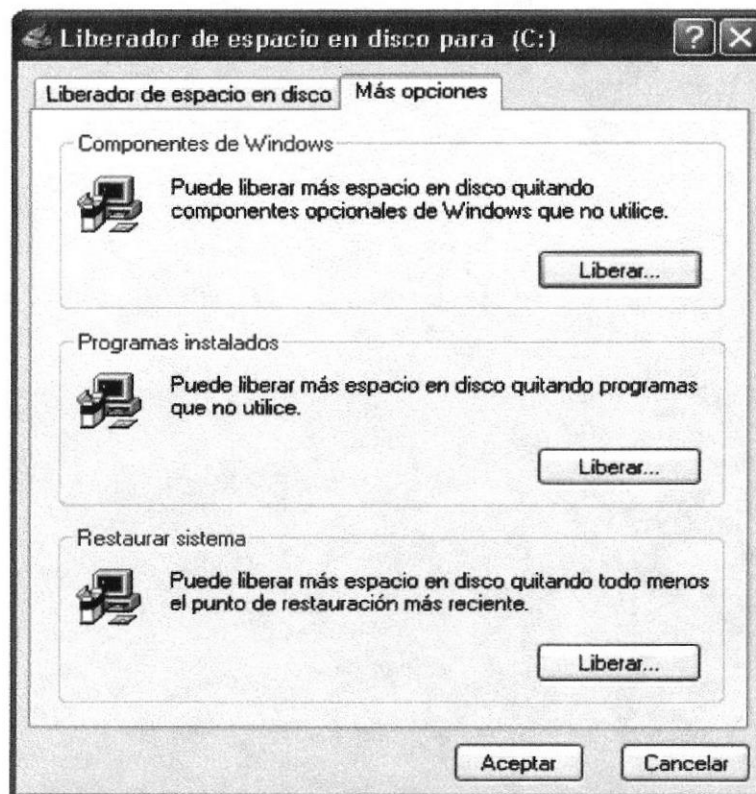 Liberador de espacio en disco para (C:)
Liberador de espacio en disco
Más opciones
Componentes de Windows
Puede liberar más espacio en disco quitando
componentes opcionales de Windows que no utilice.
Liberar...
Programas instalados
Puede liberar más espacio en disco quitando programas
que no utilice.
Liberar...
Restaurar sistema
Puede liberar más espacio en disco quitando todo menos
el punto de restauración más reciente.
Liberar...
Aceptar
Cancelar